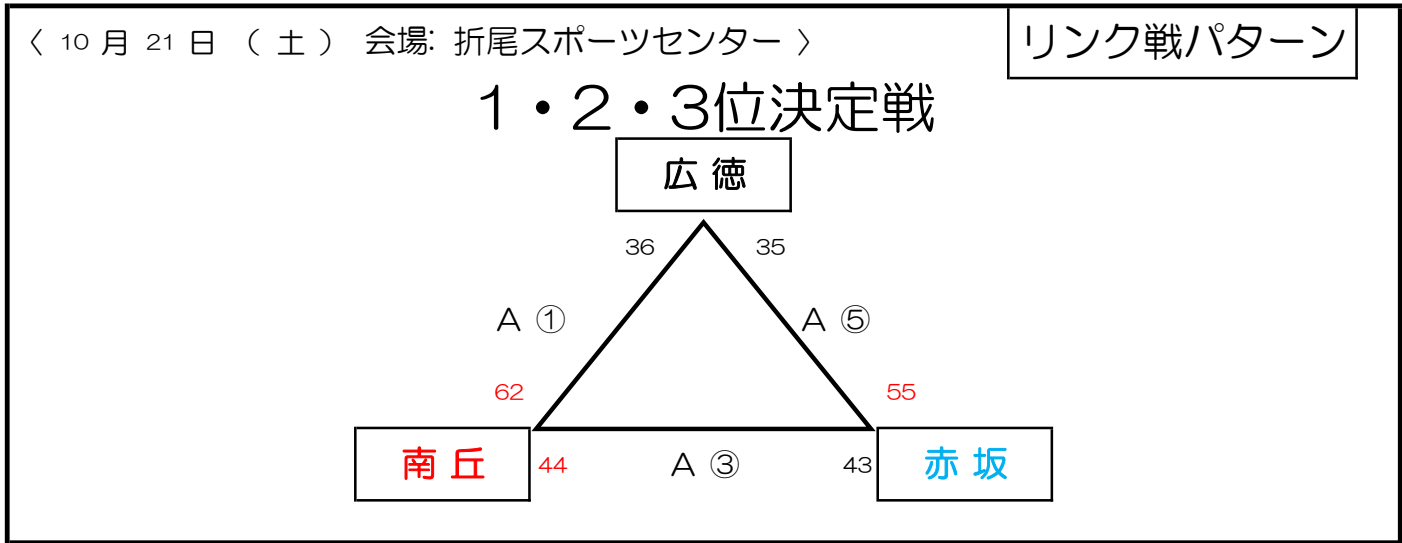 〈 10 月 21 日 （ 土 ） 会場: 折尾スポーツセンター 〉
リンク戦パターン
1・2・3位決定戦
広 徳
36 35
A ① A ⑤
62 55
南 丘 44 A ③ 43 赤 坂